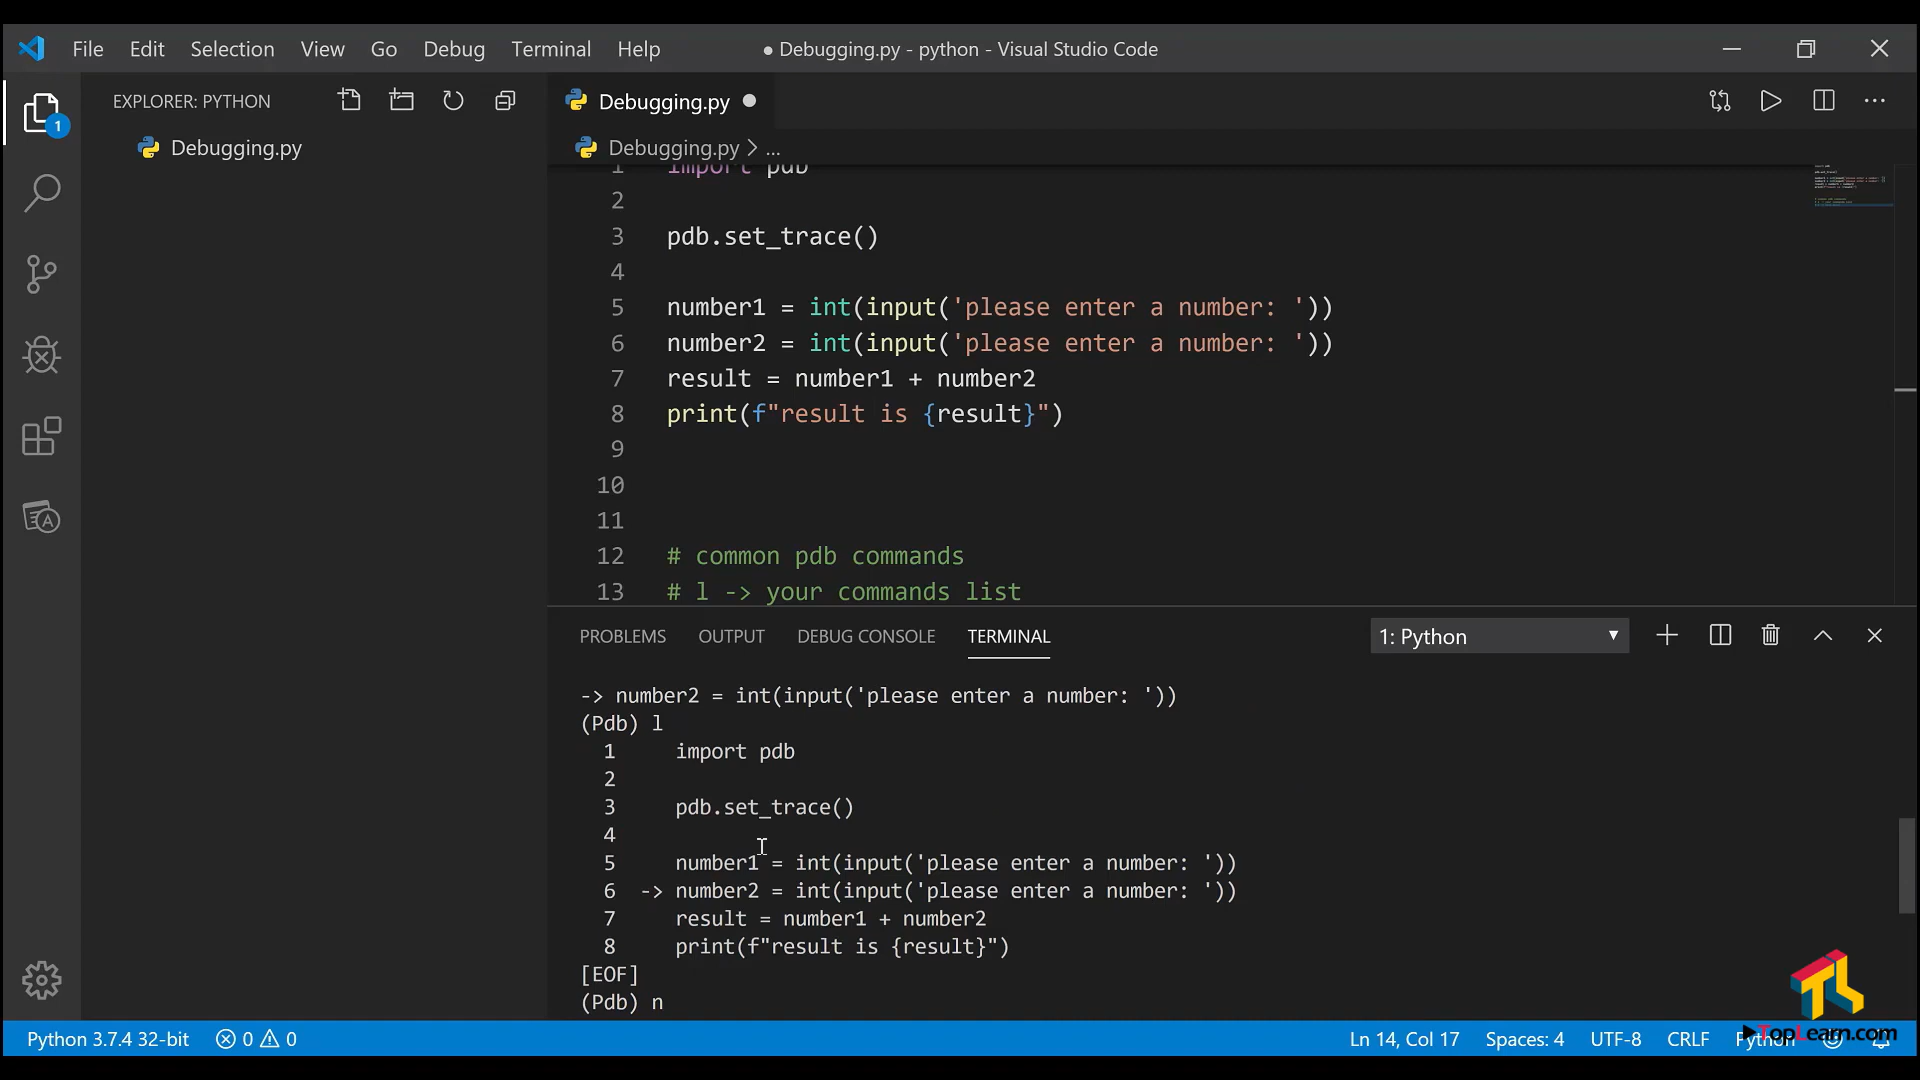 File Edit Selection View Go Debug Terminal Help ● Debugging.py - python - Visual Studio Code
EXPLORER: PYTHON
Debugging.py
Debugging.py
Debugging.py > ...
1
1 import pdb
2
3 pdb.set_trace()
4
5 number1 = int(input('please enter a number: '))
6 number2 = int(input('please enter a number: '))
7 result = number1 + number2
8 print(f"result is {result}")
9
10
11
12 # common pdb commands
13 # l -> your commands list
PROBLEMS OUTPUT DEBUG CONSOLE TERMINAL 1: Python
-> number2 = int(input('please enter a number: '))
(Pdb) l
1 import pdb
2
3 pdb.set_trace()
4
5 number1 = int(input('please enter a number: '))
6 -> number2 = int(input('please enter a number: '))
7 result = number1 + number2
8 print(f"result is {result}")
[EOF]
(Pdb) n
Python 3.7.4 32-bit 0 0 Ln 14, Col 17 Spaces: 4 UTF-8 CRLF Python
TopLearn.com